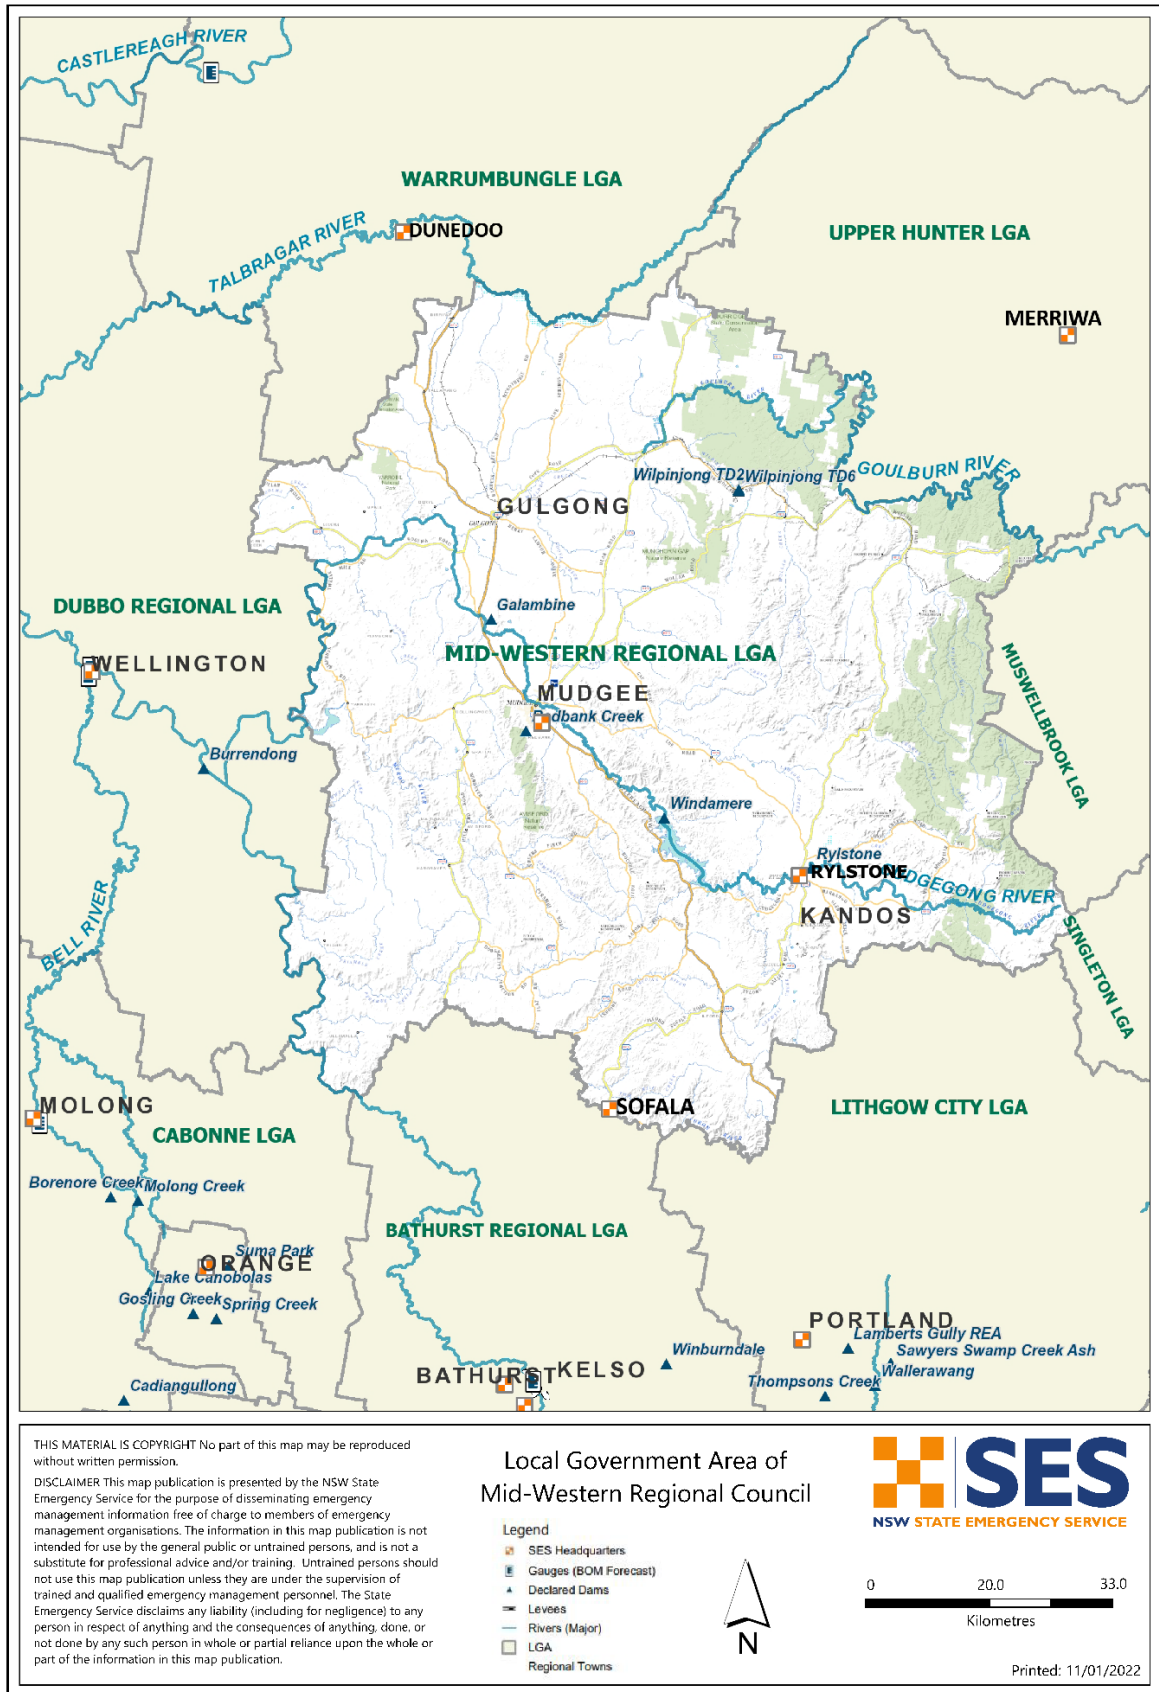 CASTLEREAGH RIVER
WARRUMBUNGLE LGA
TALBRAGAR RIVER
DUNEDOO
UPPER HUNTER LGA
MERRIWA
Wilpinjong TD2
Wilpinjong TD6
GOULBURN RIVER
GULGONG
DUBBO REGIONAL LGA
Galambine
MID-WESTERN REGIONAL LGA
WELLINGTON
MUDGEE
MUSWELLBROOK LGA
Redbank Creek
Burrendong
Windamere
Rylstone
RYLSTONE
CUDGEGONG RIVER
KANDOS
BELL RIVER
SINGLETON LGA
MOLONG
SOFALA
LITHGOW CITY LGA
CABONNE LGA
Borenore Creek
Molong Creek
BATHURST REGIONAL LGA
Suma Park
ORANGE
Lake Canobolas
Gosling Creek
Spring Creek
PORTLAND
Lamberts Gully REA
Sawyers Swamp Creek Ash
Winburndale
Wallerawang
BATHURST
KELSO
Thompsons Creek
Cadiangullong
THIS MATERIAL IS COPYRIGHT No part of this map may be reproduced
without written permission.
DISCLAIMER This map publication is presented by the NSW State
Emergency Service for the purpose of disseminating emergency
management information free of charge to members of emergency
management organisations. The information in this map publication is not
intended for use by the general public or untrained persons, and is not a
substitute for professional advice and/or training. Untrained persons should
not use this map publication unless they are under the supervision of
trained and qualified emergency management personnel. The State
Emergency Service disclaims any liability (including for negligence) to any
person in respect of anything and the consequences of anything, done, or
not done by any such person in whole or partial reliance upon the whole or
part of the information in this map publication.
Local Government Area of
Mid-Western Regional Council
Legend
SES Headquarters
Gauges (BOM Forecast)
Declared Dams
Levees
Rivers (Major)
LGA
Regional Towns
N
SES
NSW STATE EMERGENCY SERVICE
0 20.0 33.0
Kilometres
Printed: 11/01/2022